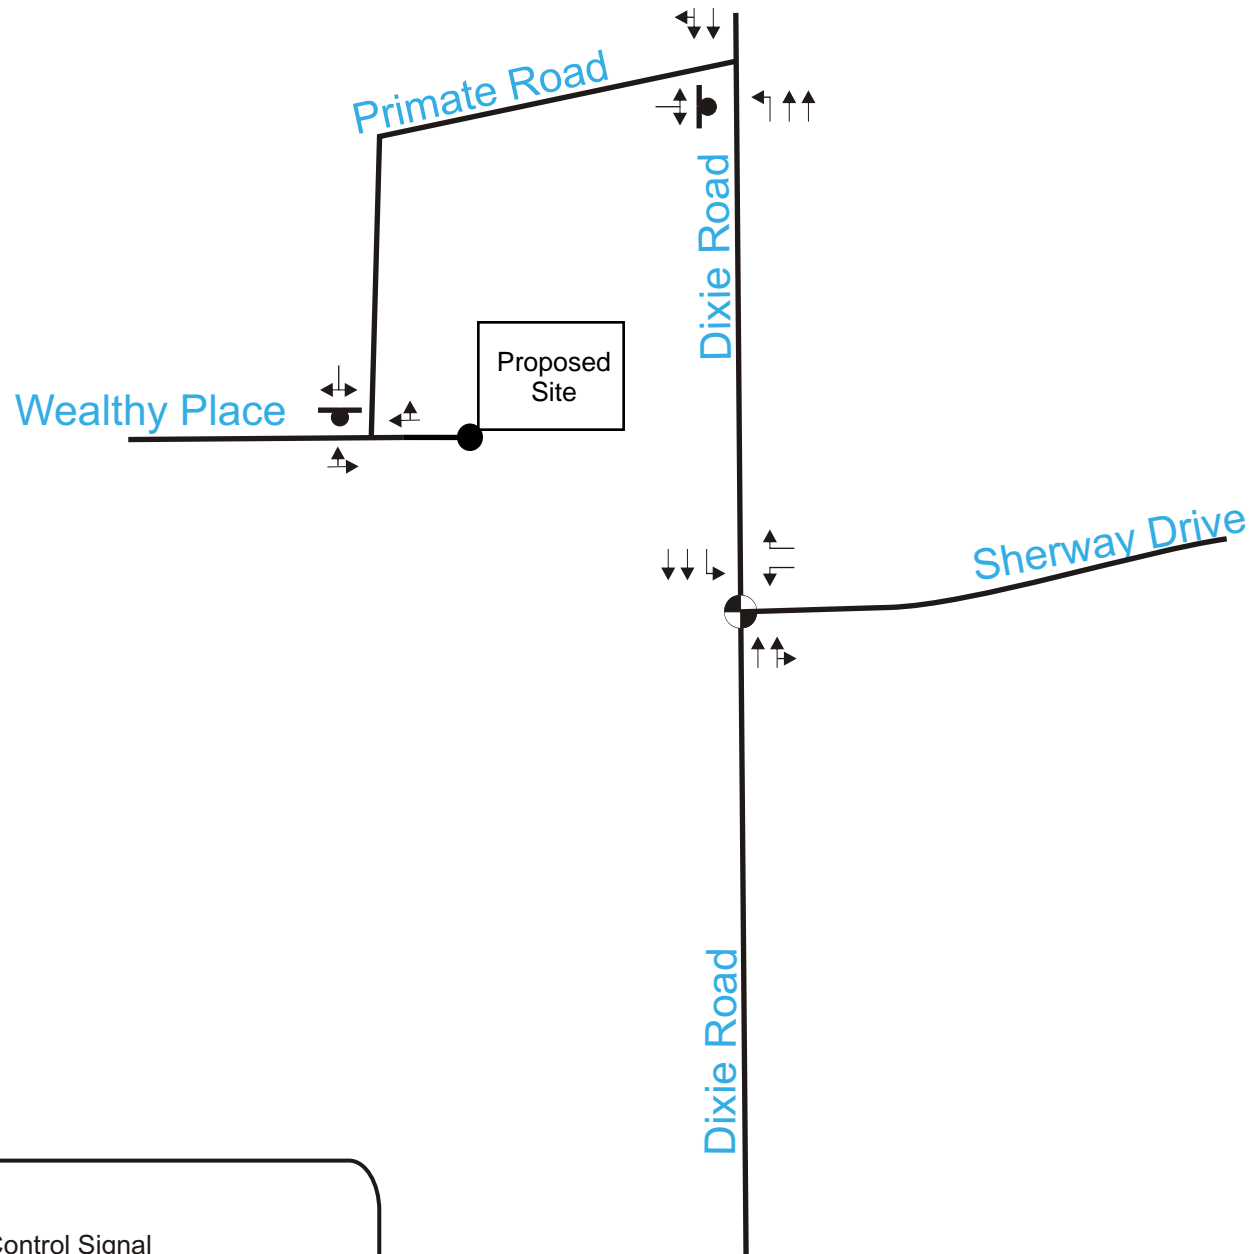 Primate Road
Dixie Road
Proposed
Site
Wealthy Place
Sherway Drive
Dixie Road
Control Signal